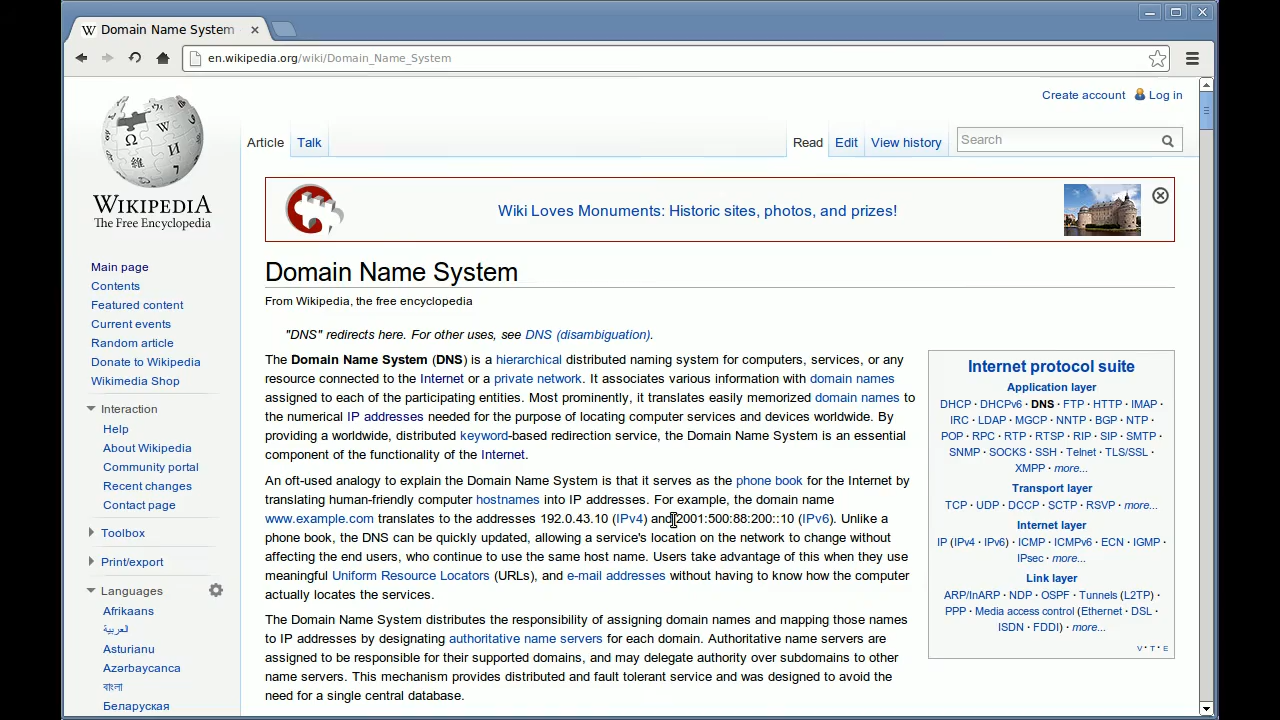 Domain Name System
en.wikipedia.org/wiki/Domain_Name_System
Create account Log in
Article Talk Read Edit View history Search
WIKIPEDIA
The Free Encyclopedia
Main page
Contents
Featured content
Current events
Random article
Donate to Wikipedia
Wikimedia Shop
Interaction
Help
About Wikipedia
Community portal
Recent changes
Contact page
Toolbox
Print/export
Languages
Afrikaans
العربية
Asturianu
Azərbaycanca
বাংলা
Беларуская
Wiki Loves Monuments: Historic sites, photos, and prizes!
Domain Name System
From Wikipedia, the free encyclopedia
"DNS" redirects here. For other uses, see DNS (disambiguation).
The Domain Name System (DNS) is a hierarchical distributed naming system for computers, services, or any
resource connected to the Internet or a private network. It associates various information with domain names
assigned to each of the participating entities. Most prominently, it translates easily memorized domain names to
the numerical IP addresses needed for the purpose of locating computer services and devices worldwide. By
providing a worldwide, distributed keyword-based redirection service, the Domain Name System is an essential
component of the functionality of the Internet.
An oft-used analogy to explain the Domain Name System is that it serves as the phone book for the Internet by
translating human-friendly computer hostnames into IP addresses. For example, the domain name
www.example.com translates to the addresses 192.0.43.10 (IPv4) and 2001:500:88:200::10 (IPv6). Unlike a
phone book, the DNS can be quickly updated, allowing a service's location on the network to change without
affecting the end users, who continue to use the same host name. Users take advantage of this when they use
meaningful Uniform Resource Locators (URLs), and e-mail addresses without having to know how the computer
actually locates the services.
The Domain Name System distributes the responsibility of assigning domain names and mapping those names
to IP addresses by designating authoritative name servers for each domain. Authoritative name servers are
assigned to be responsible for their supported domains, and may delegate authority over subdomains to other
name servers. This mechanism provides distributed and fault tolerant service and was designed to avoid the
need for a single central database.
Internet protocol suite
Application layer
DHCP · DHCPv6 · DNS · FTP · HTTP · IMAP ·
IRC · LDAP · MGCP · NNTP · BGP · NTP ·
POP · RPC · RTP · RTSP · RIP · SIP · SMTP ·
SNMP · SOCKS · SSH · Telnet · TLS/SSL ·
XMPP · more...
Transport layer
TCP · UDP · DCCP · SCTP · RSVP · more...
Internet layer
IP (IPv4 · IPv6) · ICMP · ICMPv6 · ECN · IGMP ·
IPsec · more...
Link layer
ARP/InARP · NDP · OSPF · Tunnels (L2TP) ·
PPP · Media access control (Ethernet · DSL ·
ISDN · FDDI) · more...
V · T · E